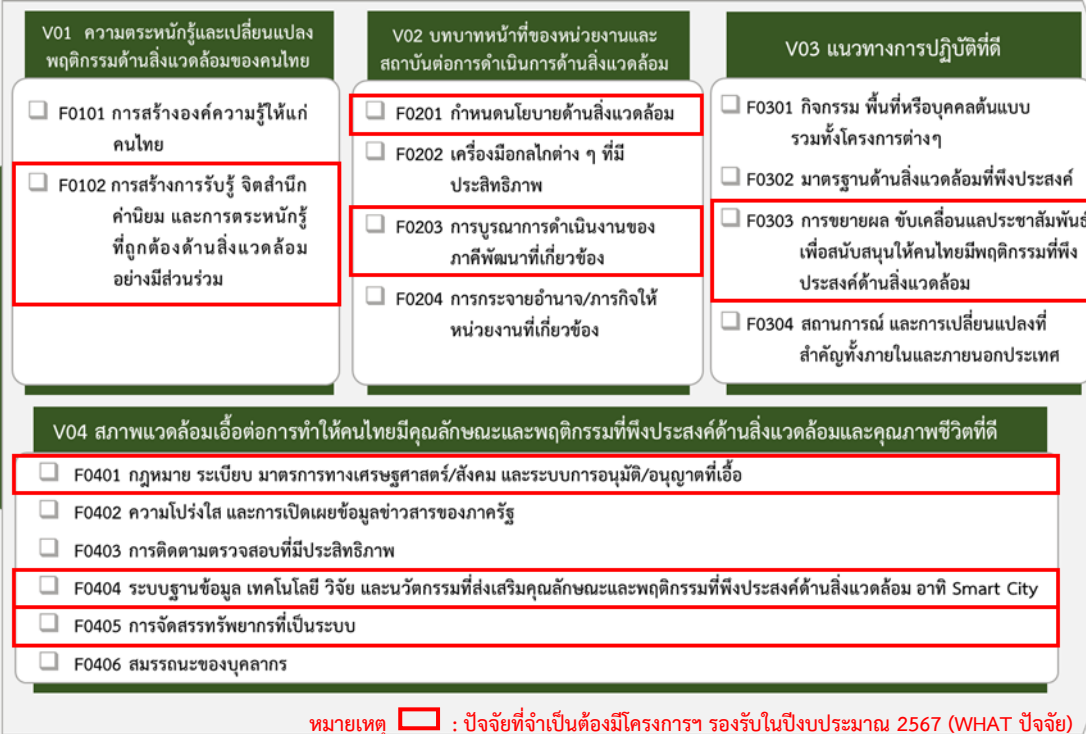 V01 ความตระหนักรู้และเปลี่ยนแปลง
พฤติกรรมด้านสิ่งแวดล้อมของคนไทย
F0101 การสร้างองค์ความรู้ให้แก่
คนไทย
F0102 การสร้างการรับรู้ จิตสำนึก
ค่านิยม และการตระหนักรู้
ที่ถูกต้องด้านสิ่งแวดล้อม
อย่างมีส่วนร่วม
V02 บทบาทหน้าที่ของหน่วยงานและ
สถาบันต่อการดำเนินการด้านสิ่งแวดล้อม
F0201 กำหนดนโยบายด้านสิ่งแวดล้อม
F0202 เครื่องมือกลไกต่าง ๆ ที่มี
ประสิทธิภาพ
F0203 การบูรณาการดำเนินงานของ
ภาคีพัฒนาที่เกี่ยวข้อง
F0204 การกระจายอำนาจ/ภารกิจให้
หน่วยงานที่เกี่ยวข้อง
V03 แนวทางการปฏิบัติที่ดี
F0301 กิจกรรม พื้นที่หรือบุคคลต้นแบบ
รวมทั้งโครงการต่างๆ
F0302 มาตรฐานด้านสิ่งแวดล้อมที่พึงประสงค์
F0303 การขยายผล ขับเคลื่อนแลประชาสัมพันธ์
เพื่อสนับสนุนให้คนไทยมีพฤติกรรมที่พึง
ประสงค์ด้านสิ่งแวดล้อม
F0304 สถานการณ์ และการเปลี่ยนแปลงที่
สำคัญทั้งภายในและภายนอกประเทศ
V04 สภาพแวดล้อมเอื้อต่อการทำให้คนไทยมีคุณลักษณะและพฤติกรรมที่พึงประสงค์ด้านสิ่งแวดล้อมและคุณภาพชีวิตที่ดี
F0401 กฎหมาย ระเบียบ มาตรการทางเศรษฐศาสตร์/สังคม และระบบการอนุมัติ/อนุญาตที่เอื้อ
F0402 ความโปร่งใส และการเปิดเผยข้อมูลข่าวสารของภาครัฐ
F0403 การติดตามตรวจสอบที่มีประสิทธิภาพ
F0404 ระบบฐานข้อมูล เทคโนโลยี วิจัย และนวัตกรรมที่ส่งเสริมคุณลักษณะและพฤติกรรมที่พึงประสงค์ด้านสิ่งแวดล้อม อาทิ Smart City
F0405 การจัดสรรทรัพยากรที่เป็นระบบ
F0406 สมรรถนะของบุคลากร
หมายเหตุ : ปัจจัยที่จำเป็นต้องมีโครงการฯ รองรับในปีงบประมาณ 2567 (WHAT ปัจจัย)